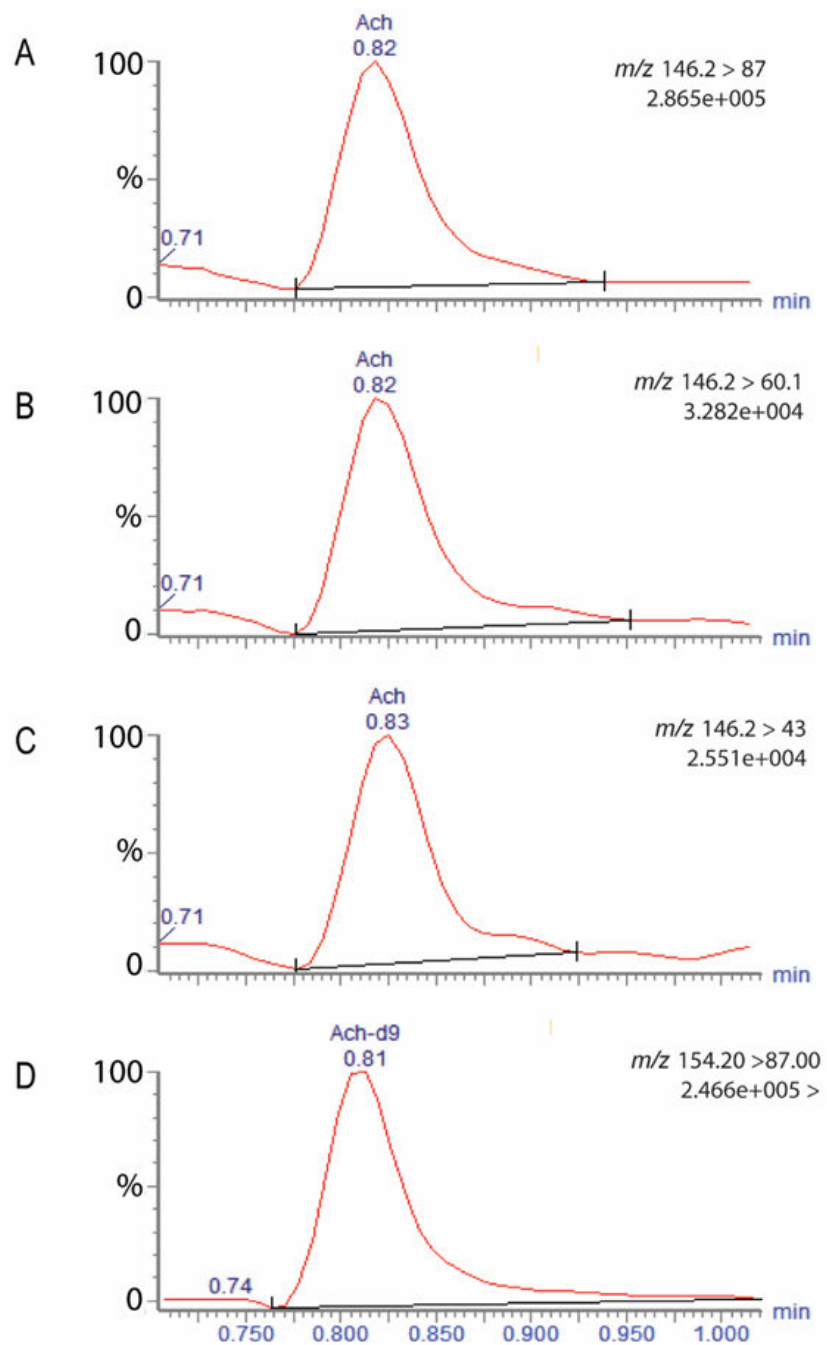 A
Ach
0.82
m/z 146.2 > 87
2.865e+005
100
%
0.71
0
min
B
Ach
0.82
m/z 146.2 > 60.1
3.282e+004
100
%
0.71
0
min
C
Ach
0.83
m/z 146.2 > 43
2.551e+004
100
%
0.71
0
min
D
Ach-d9
0.81
m/z 154.20 >87.00
2.466e+005 >
100
%
0.74
0
min
0.750 0.800 0.850 0.900 0.950 1.000